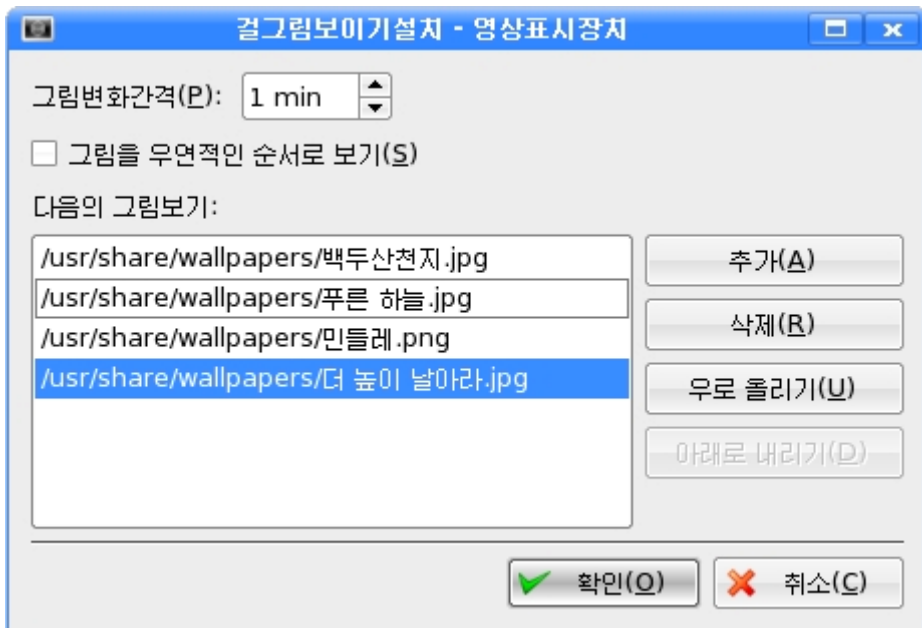 걸그림보이기설치 - 영상표시장치
그림변화간격(P): 1 min
그림을 우연적인 순서로 보기(S)
다음의 그림보기:
/usr/share/wallpapers/백두산천지.jpg
/usr/share/wallpapers/푸른 하늘.jpg
/usr/share/wallpapers/민들레.png
/usr/share/wallpapers/더 높이 날아라.jpg
추가(A)
삭제(R)
우로 올리기(U)
아래로 내리기(D)
확인(O)
취소(C)